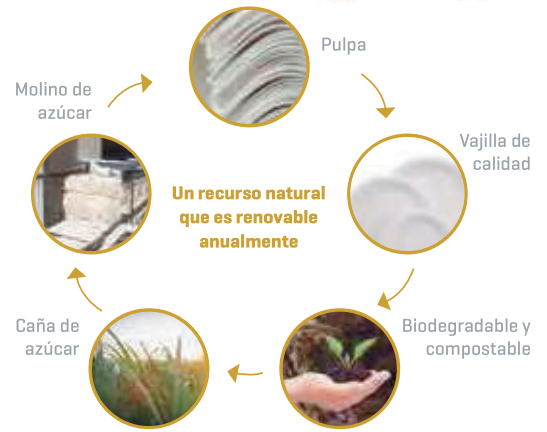 Pulpa
Molino de
azúcar
Vajilla de
calidad
Un recurso natural
que es renovable
anualmente
Caña de
azúcar
Biodegradable y
compostable